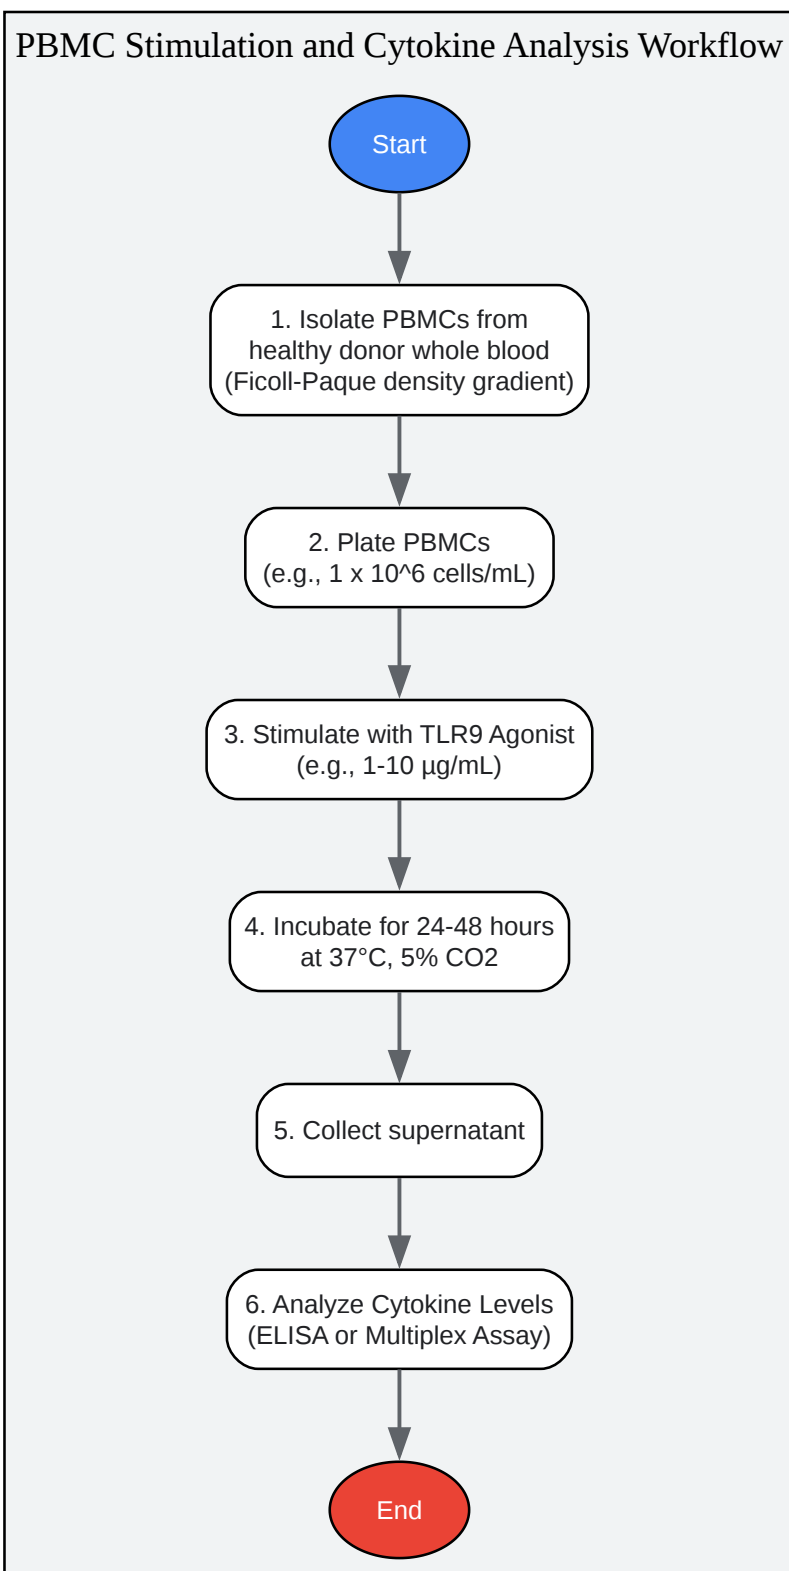 PBMC Stimulation and Cytokine Analysis Workflow
Start
1. Isolate PBMCs from
healthy donor whole blood
(Ficoll-Paque density gradient)
2. Plate PBMCs
(e.g., 1 x 10^6 cells/mL)
3. Stimulate with TLR9 Agonist
(e.g., 1-10 µg/mL)
4. Incubate for 24-48 hours
at 37°C, 5% CO2
5. Collect supernatant
6. Analyze Cytokine Levels
(ELISA or Multiplex Assay)
End